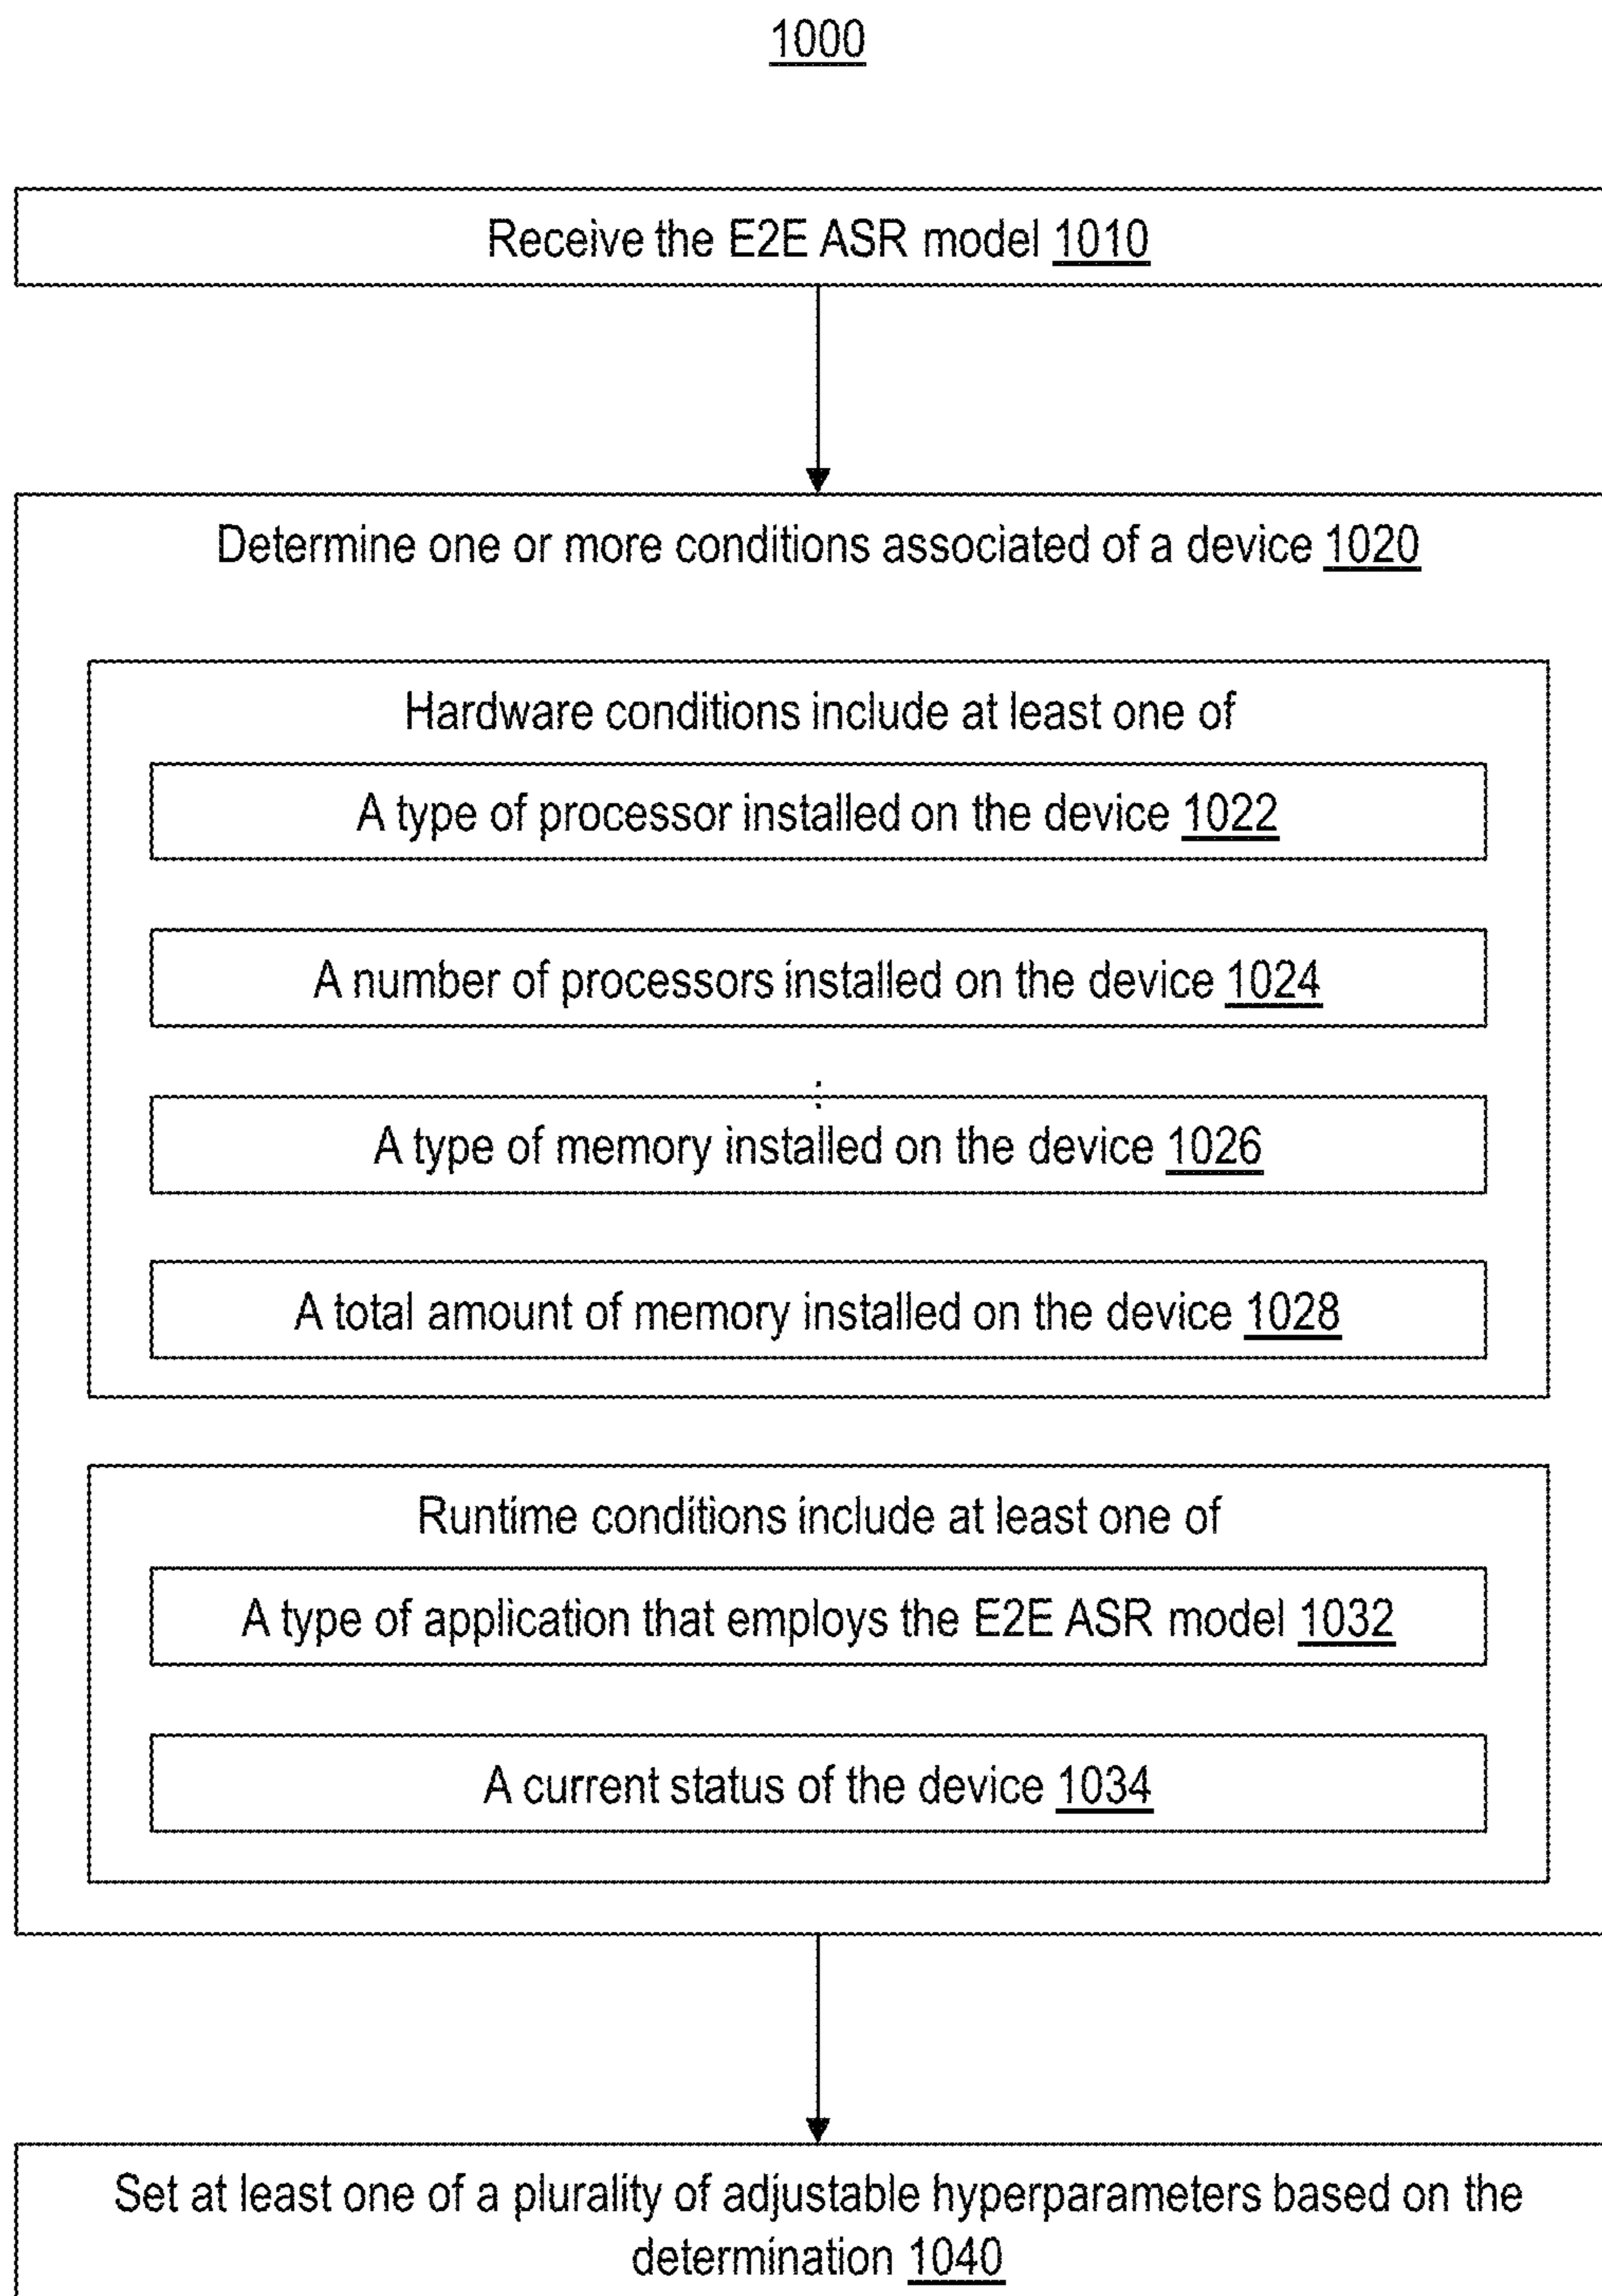 1000
Receive the E2E ASR model 1010
Determine one or more conditions associated of a device 1020
Hardware conditions include at least one of
A type of processor installed on the device 1022
A number of processors installed on the device 1024
A type of memory installed on the device 1026
A total amount of memory installed on the device 1028
Runtime conditions include at least one of
A type of application that employs the E2E ASR model 1032
A current status of the device 1034
Set at least one of a plurality of adjustable hyperparameters based on the
determination 1040